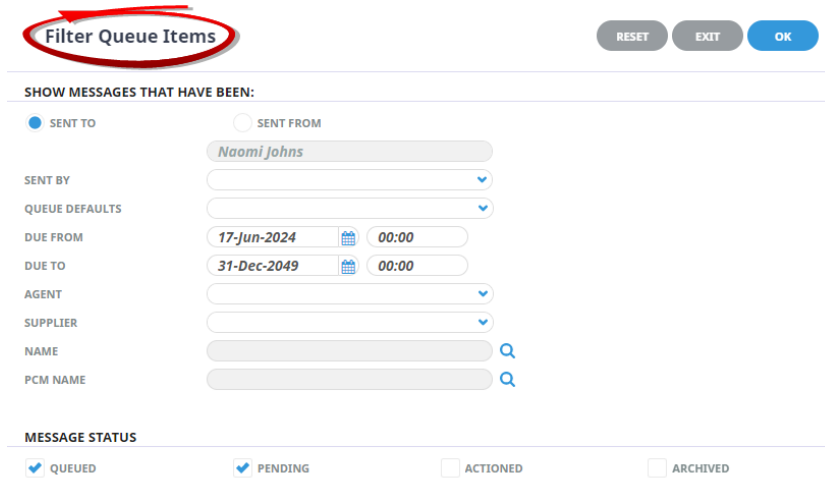 Filter Queue Items
RESET EXIT OK
SHOW MESSAGES THAT HAVE BEEN:
SENT TO SENT FROM
Naomi Johns
SENT BY
QUEUE DEFAULTS
DUE FROM 17-Jun-2024 00:00
DUE TO 31-Dec-2049 00:00
AGENT
SUPPLIER
NAME
PCM NAME
MESSAGE STATUS
QUEUED PENDING ACTIONED ARCHIVED